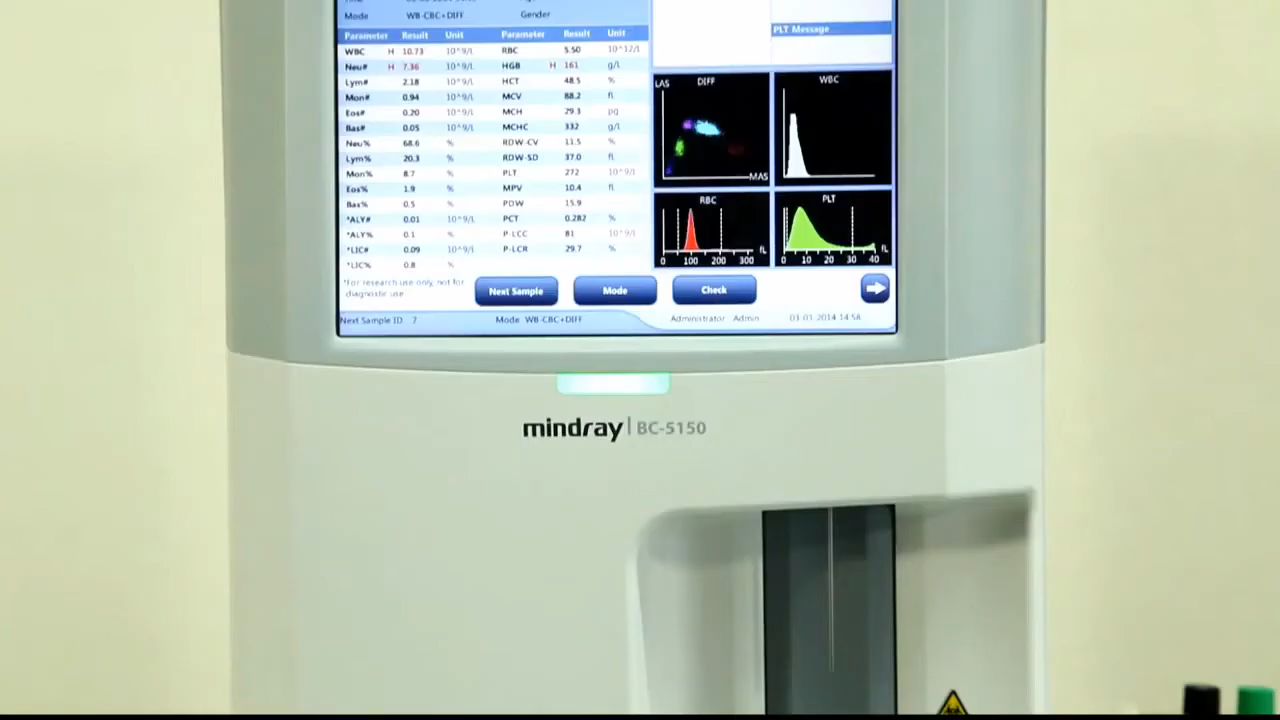 Mode WB-CBC+DIFF Gender
Parameter Result Unit Parameter Result Unit
WBC H 10.73 10^9/L RBC 5.50 10^12/L
Neu# H 7.36 10^9/L HGB H 161 g/L
Lym# 2.18 10^9/L HCT 48.5 %
Mon# 0.94 10^9/L MCV 88.2 fL
Eos# 0.20 10^9/L MCH 29.3 pg
Bas# 0.05 10^9/L MCHC 332 g/L
Neu% 68.6 % RDW-CV 11.5 %
Lym% 20.3 % RDW-SD 37.0 fL
Mon% 8.7 % PLT 272 10^9/L
Eos% 1.9 % MPV 10.4 fL
Bas% 0.5 % PDW 15.9
*ALY# 0.01 10^9/L PCT 0.282 %
*ALY% 0.1 % P-LCC 81 10^9/L
*LIC# 0.09 10^9/L P-LCR 29.7 %
*LIC% 0.8 %
PLT Message
LAS DIFF
MAS
WBC
RBC
fL
0 100 200 300
PLT
fL
0 10 20 30 40
*For research use only, not for
diagnostic use
Next Sample Mode Check
Next Sample ID 7 Mode WB-CBC+DIFF Administrator Admin 03-01-2014 14:58
mindray BC-5150